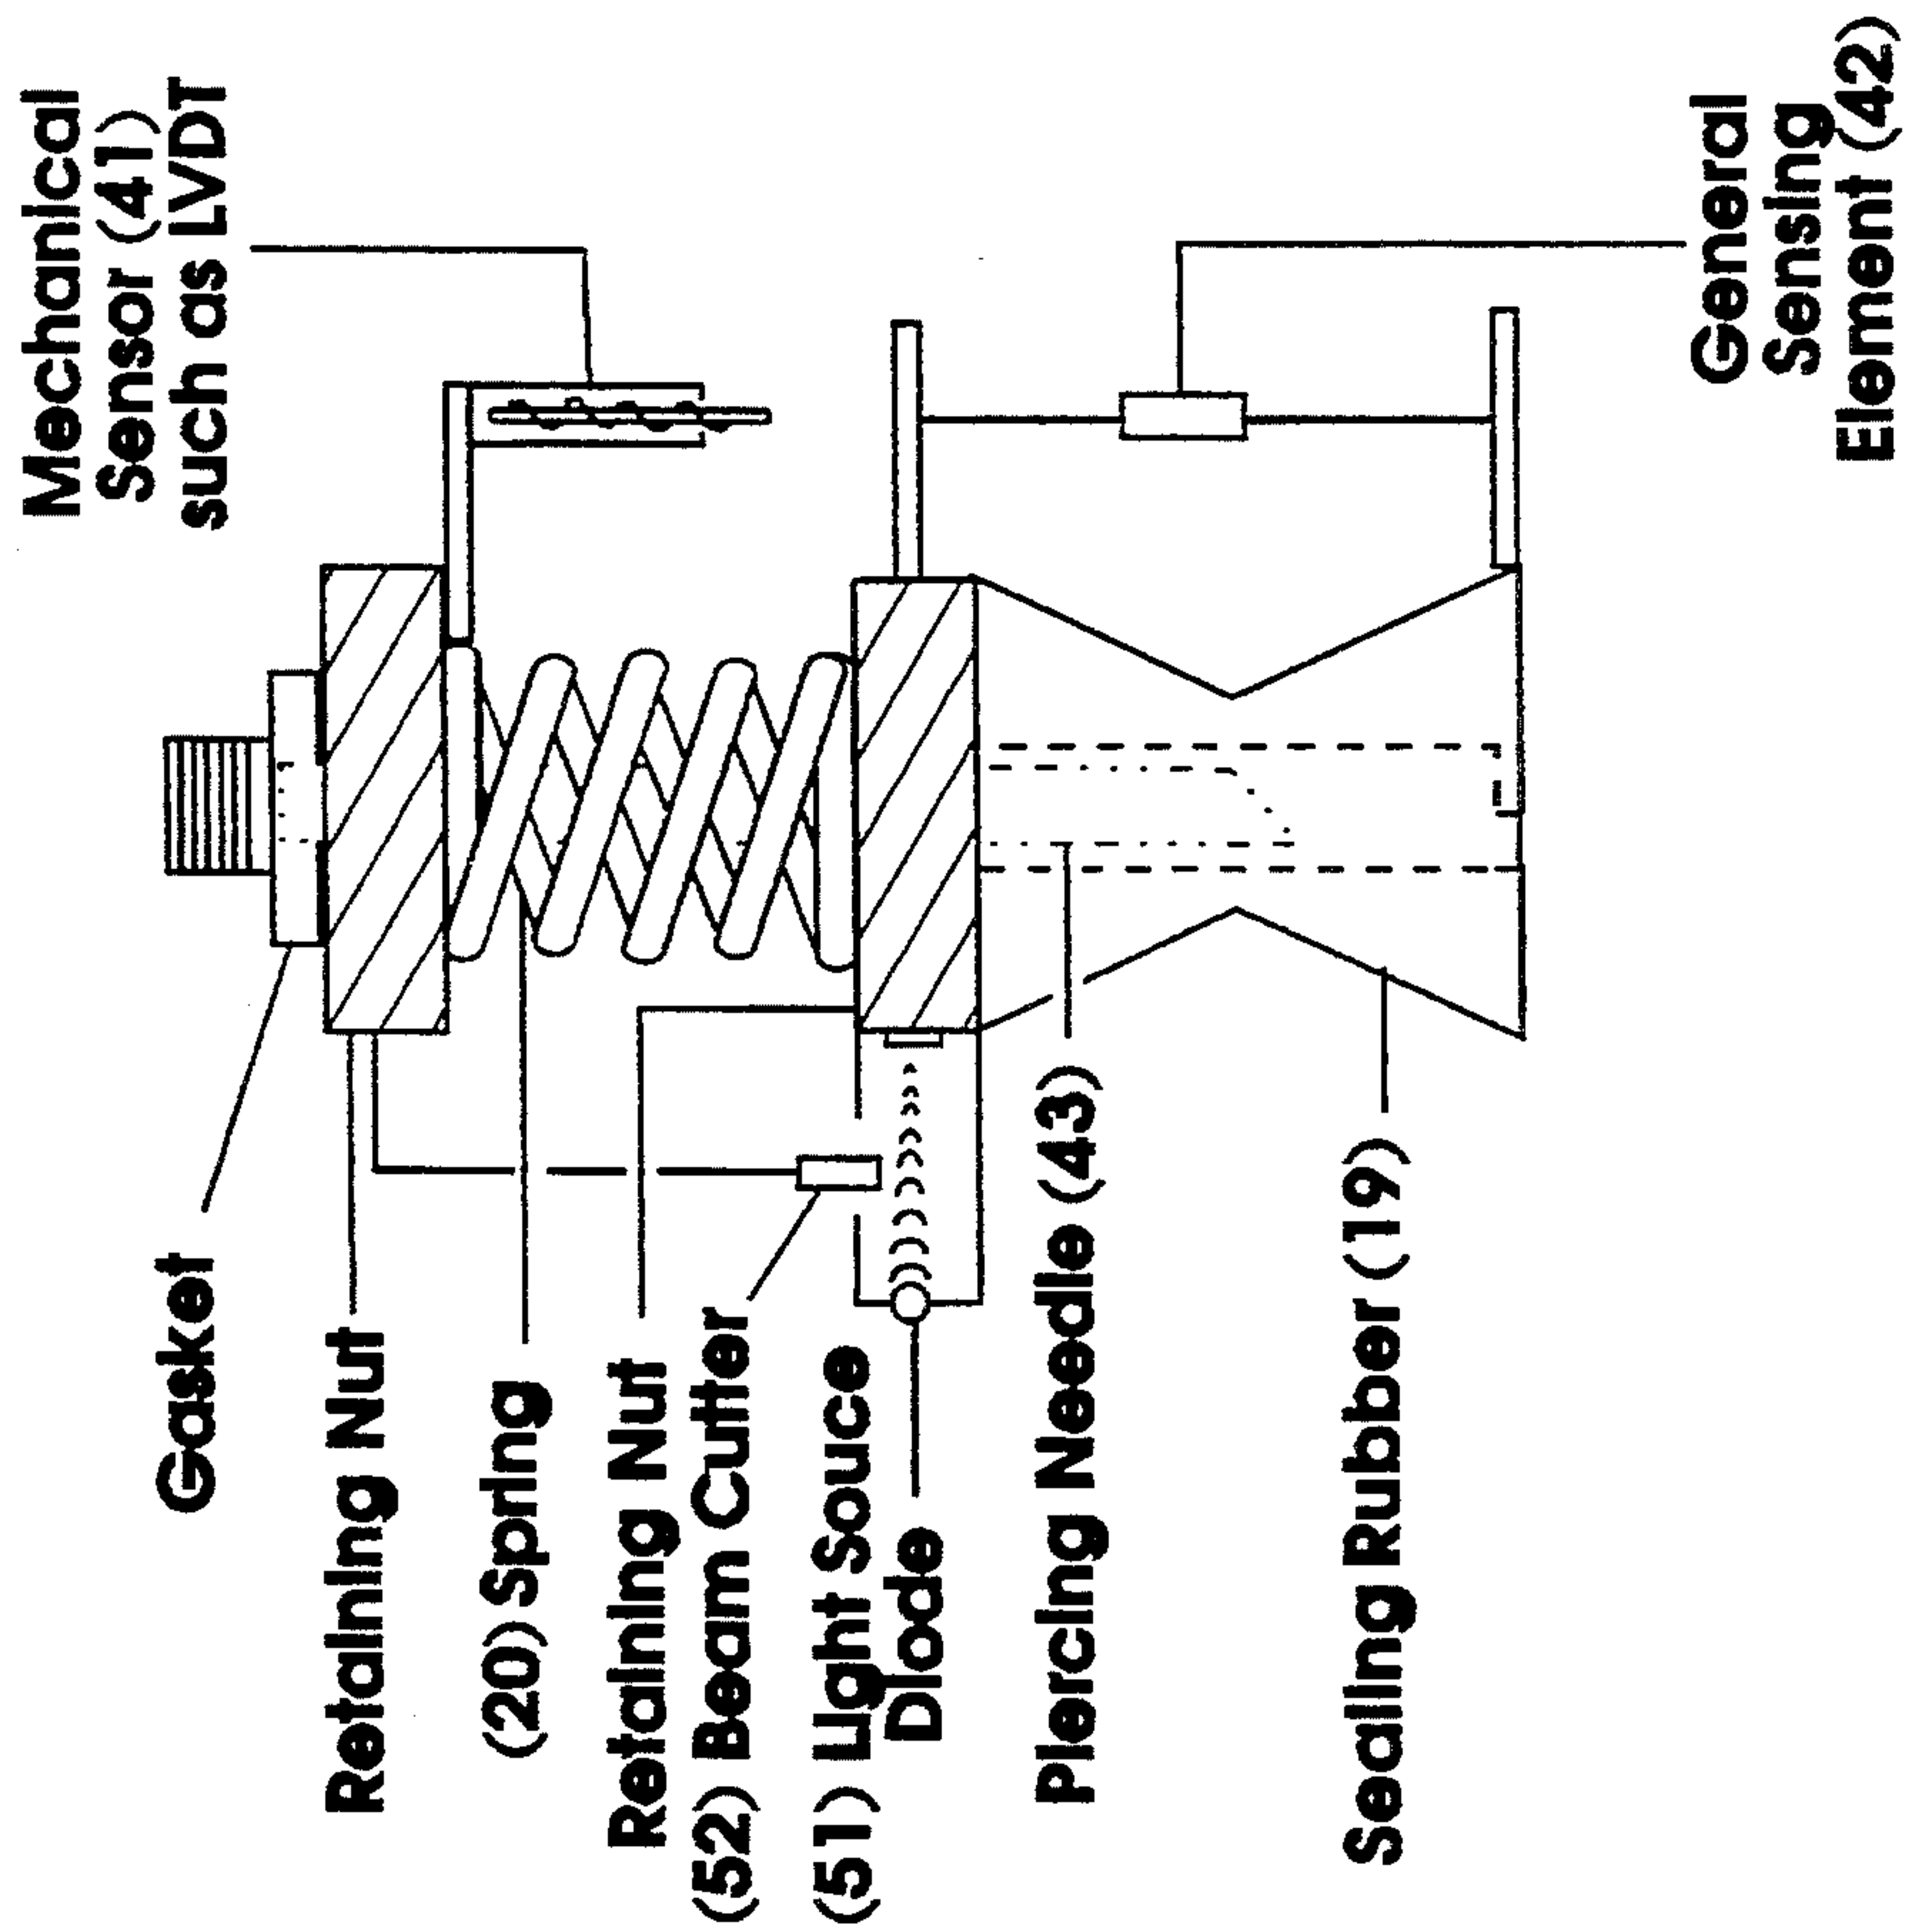 Mechanical
Sensor (41)
such as LVDT
General
Sensing
Element (42)
Gasket
Retaining Nut
(20) Spring
Retaining Nut
(52) Beam Cutter
(51) Light Souce
Diode
Piercing Needle (43)
Sealing Rubber (19)